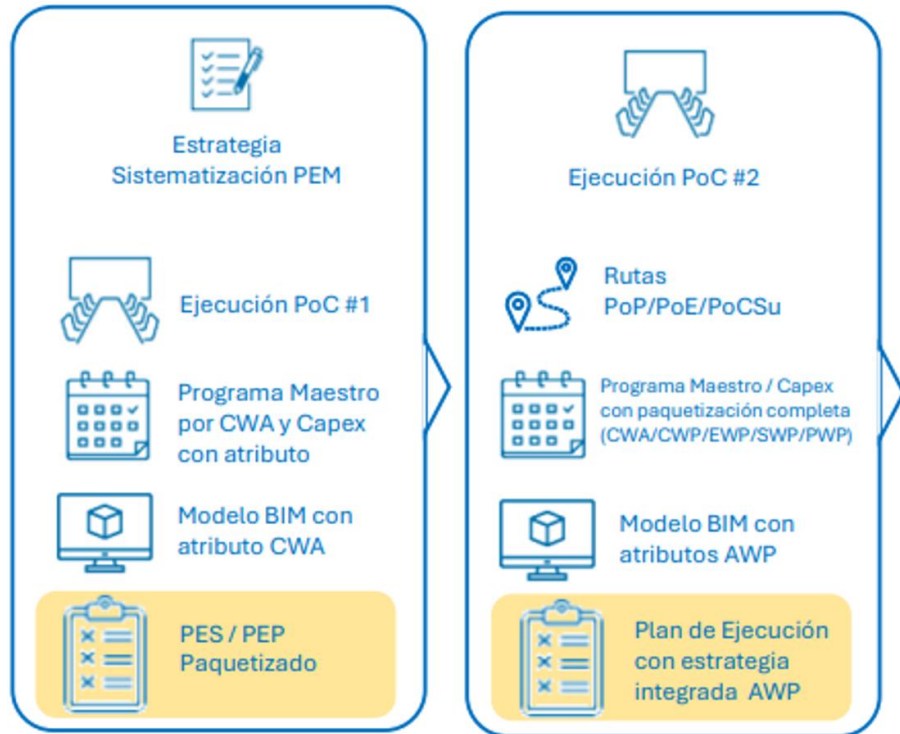 Estrategia
Sistematización PEM
Ejecución PoC #1
Programa Maestro
por CWA y Capex
con atributo
Modelo BIM con
atributo CWA
PES / PEP
Paquetizado
Ejecución PoC #2
Rutas
PoP/PoE/PoCSu
Programa Maestro / Capex
con paquetización completa
(CWA/CWP/EWP/SWP/PWP)
Modelo BIM con
atributos AWP
Plan de Ejecución
con estrategia
integrada AWP